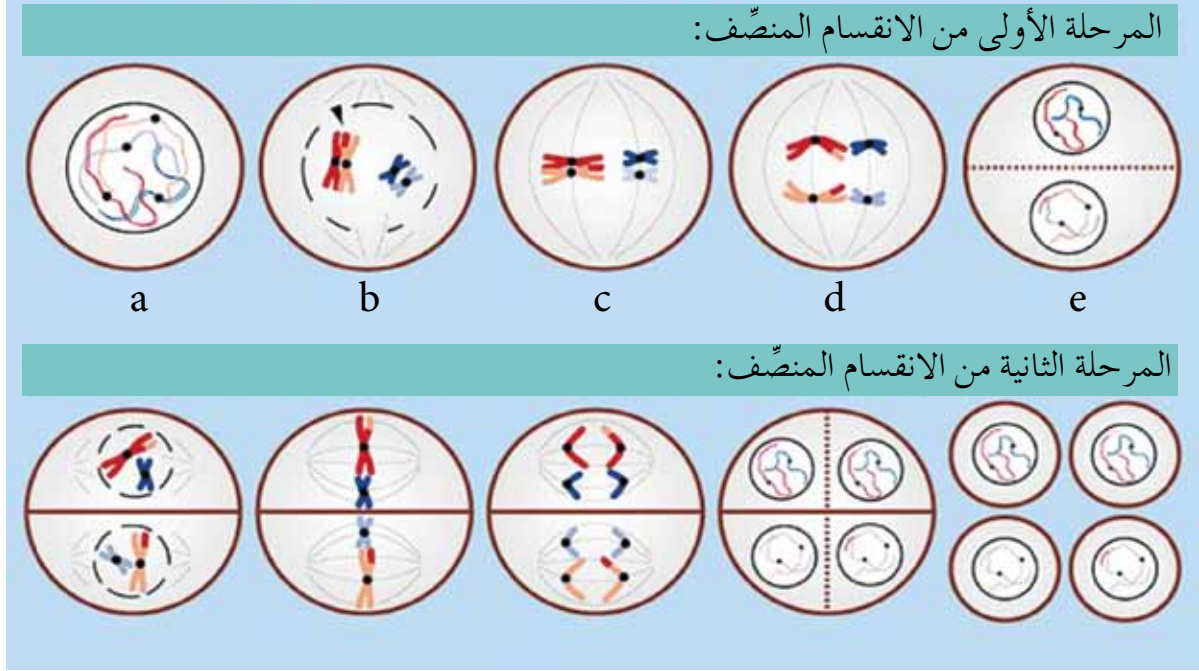 المرحلة الأولى من الانقسام المنصِّف:
a b c d e
المرحلة الثانية من الانقسام المنصِّف: